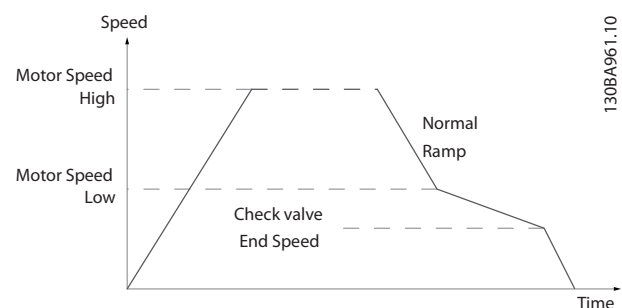 Speed
130BA961.10
Motor Speed
High
Normal
Ramp
Motor Speed
Low
Check valve
End Speed
Time